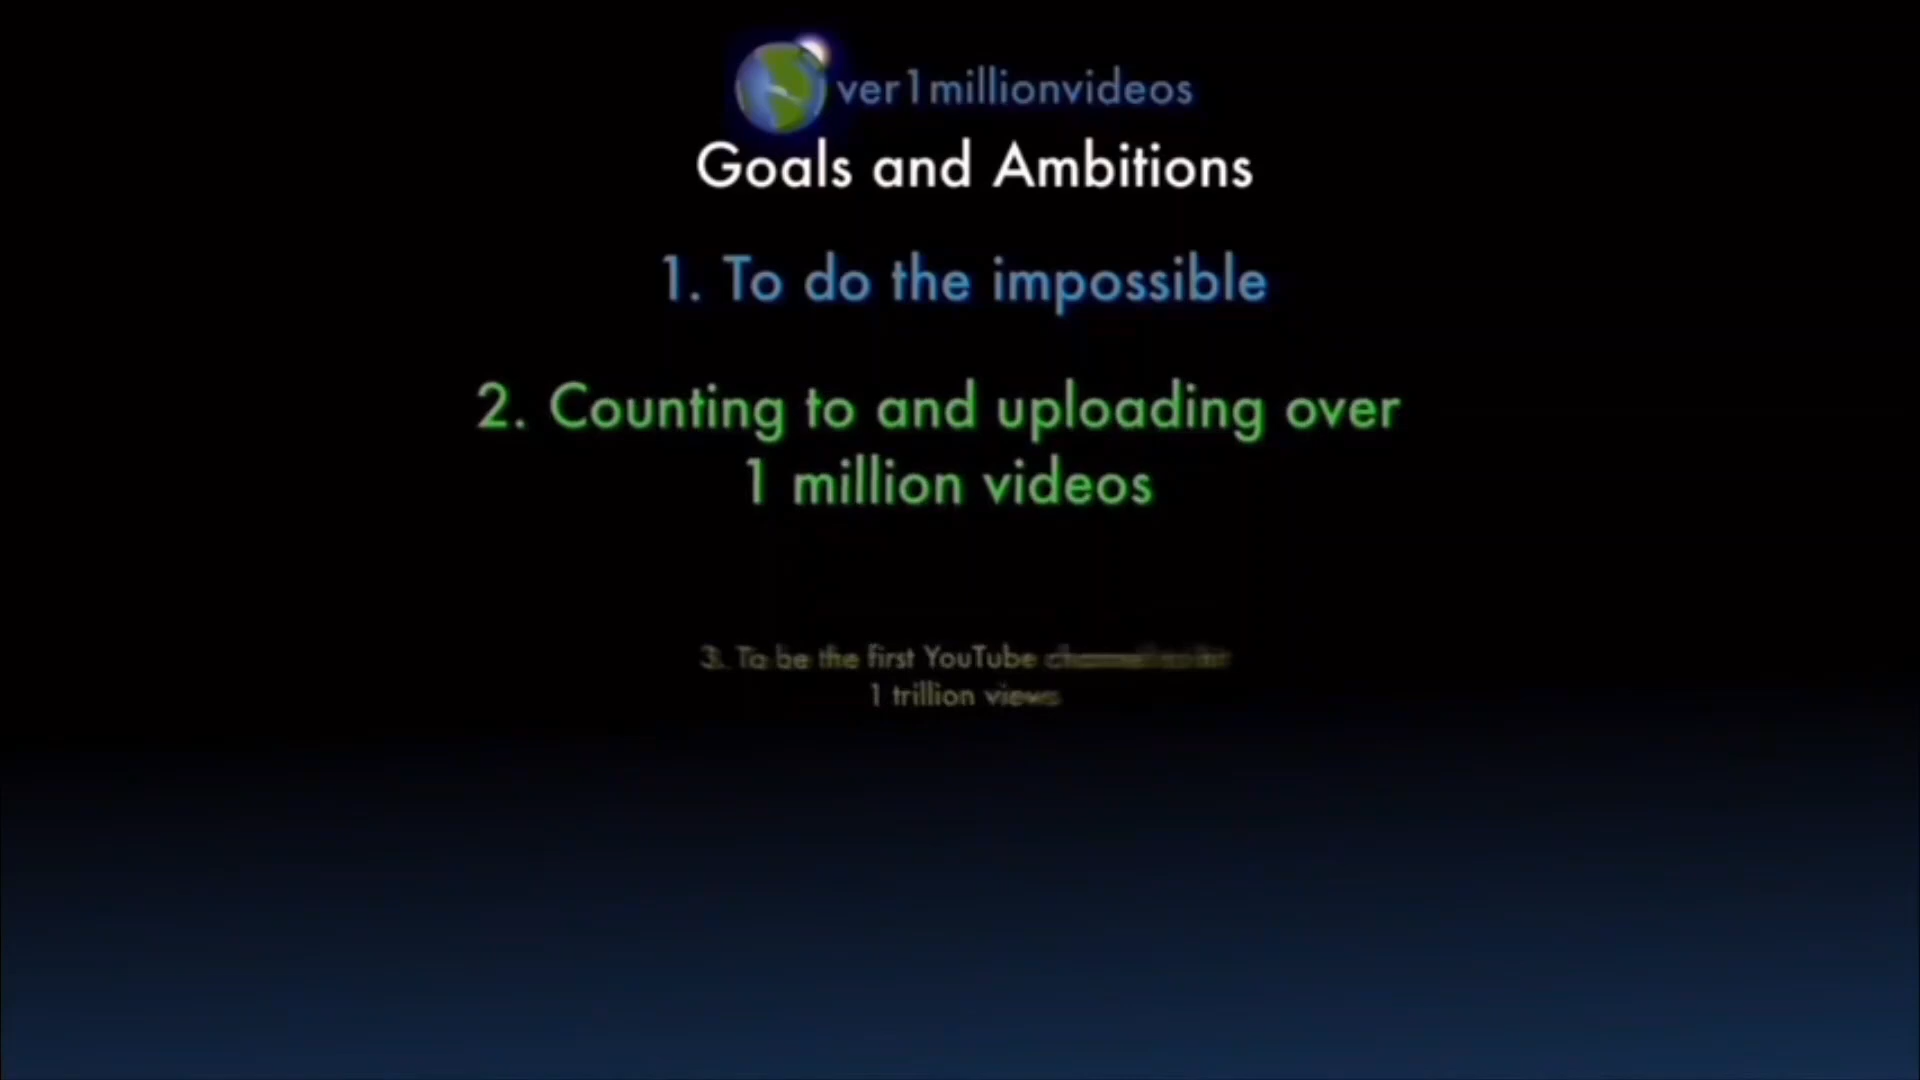 ver1millionvideos
Goals and Ambitions
1. To do the impossible
2. Counting to and uploading over
1 million videos
3. To be the first YouTube
1 trillion views